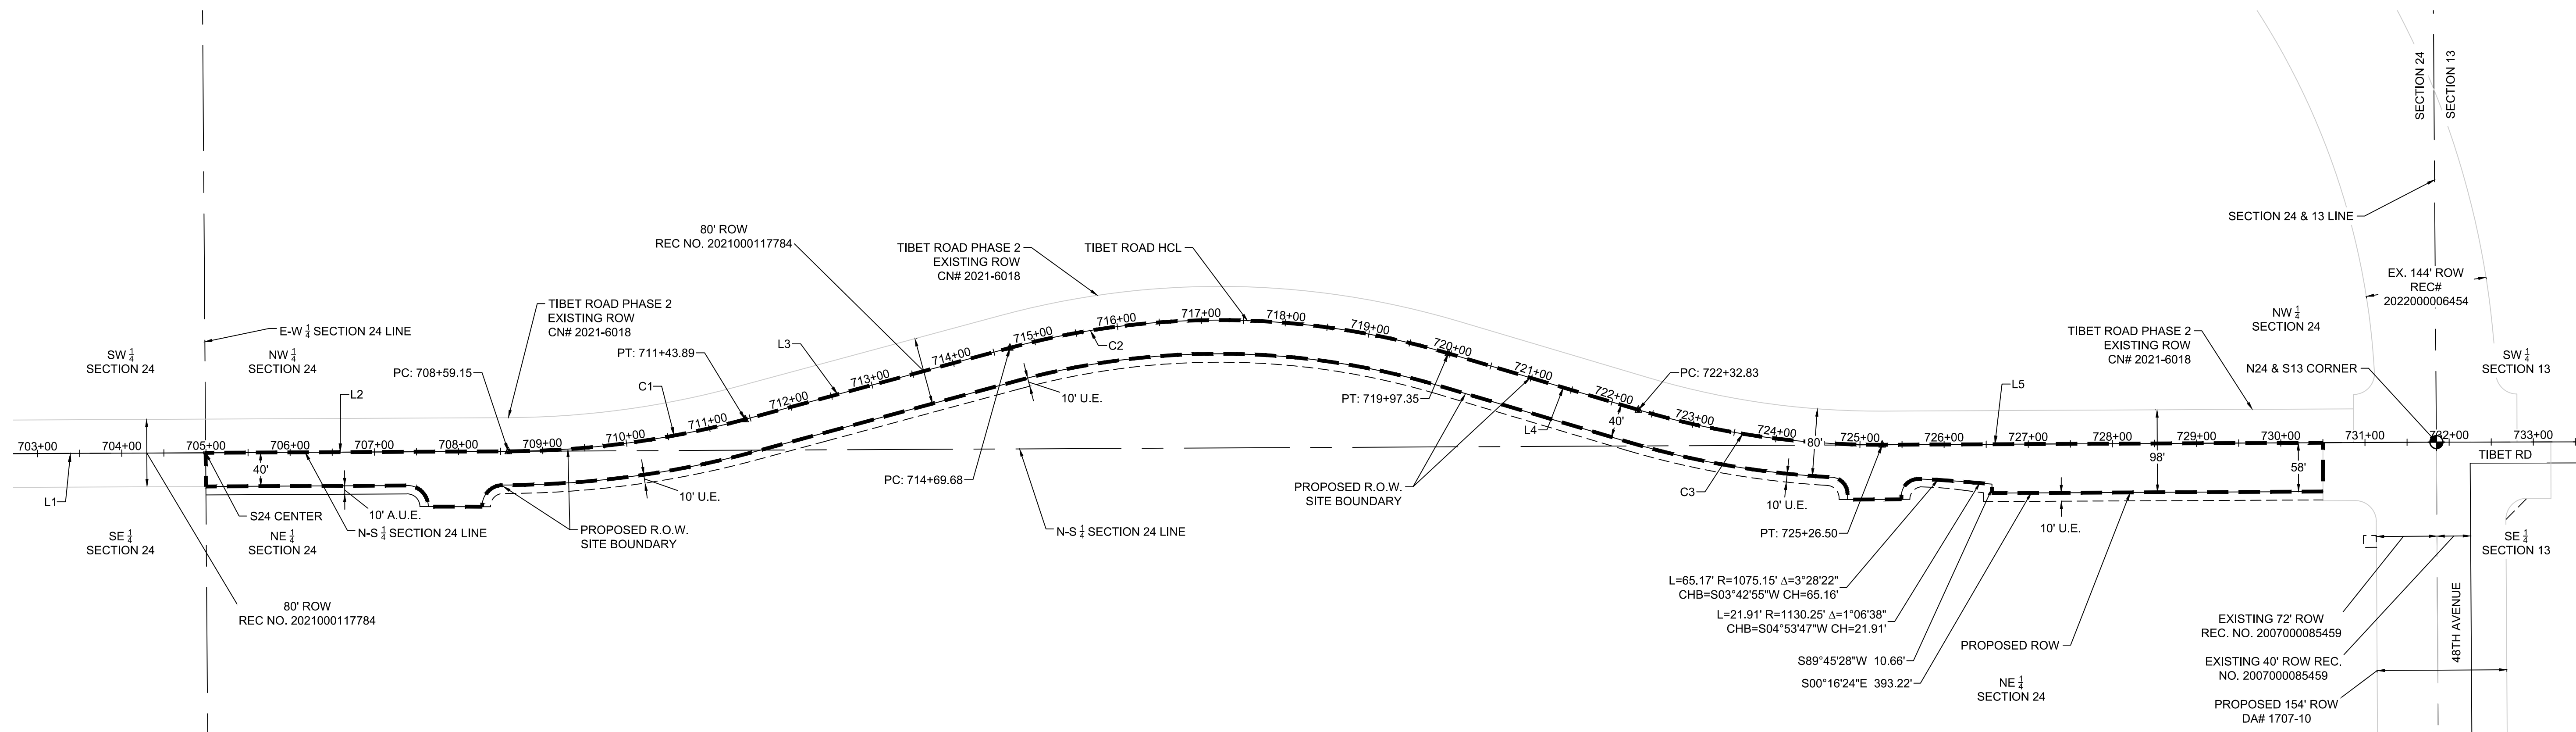 SECTION 24
SECTION 13
SECTION 24 & 13 LINE
80' ROW
REC NO. 2021000117784
TIBET ROAD PHASE 2
EXISTING ROW
CN# 2021-6018
TIBET ROAD HCL
EX. 144' ROW
REC#
2022000006454
TIBET ROAD PHASE 2
EXISTING ROW
CN# 2021-6018
E-W 1/4 SECTION 24 LINE
NW 1/4
SECTION 24
TIBET ROAD PHASE 2
EXISTING ROW
CN# 2021-6018
SW 1/4
SECTION 24
NW 1/4
SECTION 24
L3
PT: 711+43.89
PC: 708+59.15
C1
C2
L2
SW 1/4
SECTION 13
N24 & S13 CORNER
PC: 722+32.83
L5
PT: 719+97.35
10' U.E.
L4
40'
703+00
704+00
705+00
706+00
707+00
708+00
709+00
710+00
711+00
712+00
713+00
714+00
715+00
716+00
717+00
718+00
719+00
720+00
721+00
722+00
723+00
724+00
725+00
726+00
727+00
728+00
729+00
730+00
731+00
732+00
733+00
80'
98'
58'
TIBET RD
40'
L1
S24 CENTER
10' A.U.E.
N-S 1/4 SECTION 24 LINE
10' U.E.
PC: 714+69.68
PROPOSED R.O.W.
SITE BOUNDARY
C3
10' U.E.
10' U.E.
PT: 725+26.50
SE 1/4
SECTION 24
NE 1/4
SECTION 24
PROPOSED R.O.W.
SITE BOUNDARY
N-S 1/4 SECTION 24 LINE
SE 1/4
SECTION 13
80' ROW
REC NO. 2021000117784
L=65.17' R=1075.15' Δ=3°28'22"
CHB=S03°42'55"W CH=65.16'
L=21.91' R=1130.25' Δ=1°06'38"
CHB=S04°53'47"W CH=21.91'
PROPOSED ROW
S89°45'28"W 10.66'
S00°16'24"E 393.22'
NE 1/4
SECTION 24
EXISTING 72' ROW
REC. NO. 2007000085459
EXISTING 40' ROW REC.
NO. 2007000085459
PROPOSED 154' ROW
DA# 1707-10
48TH AVENUE